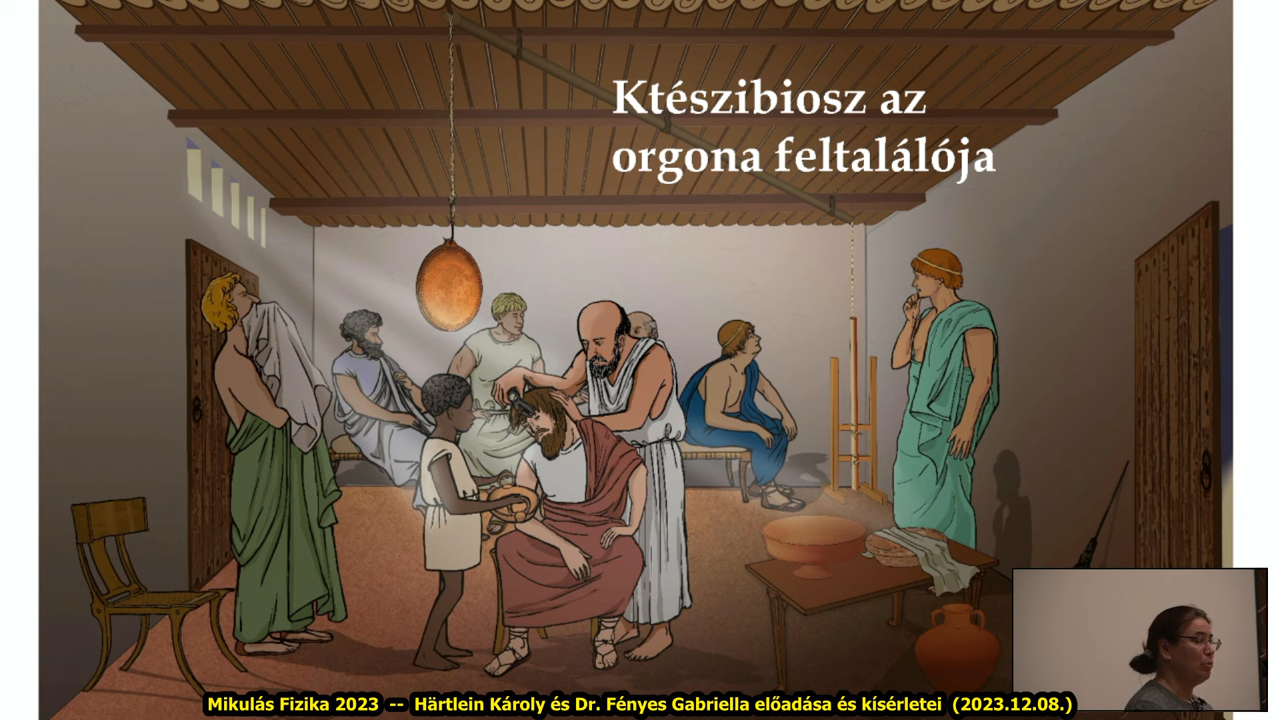 Ktészibiosz az
orgona feltalálója
Mikulás Fizika 2023 -- Härtlein Károly és Dr. Fényes Gabriella előadása és kísérletei (2023.12.08.)